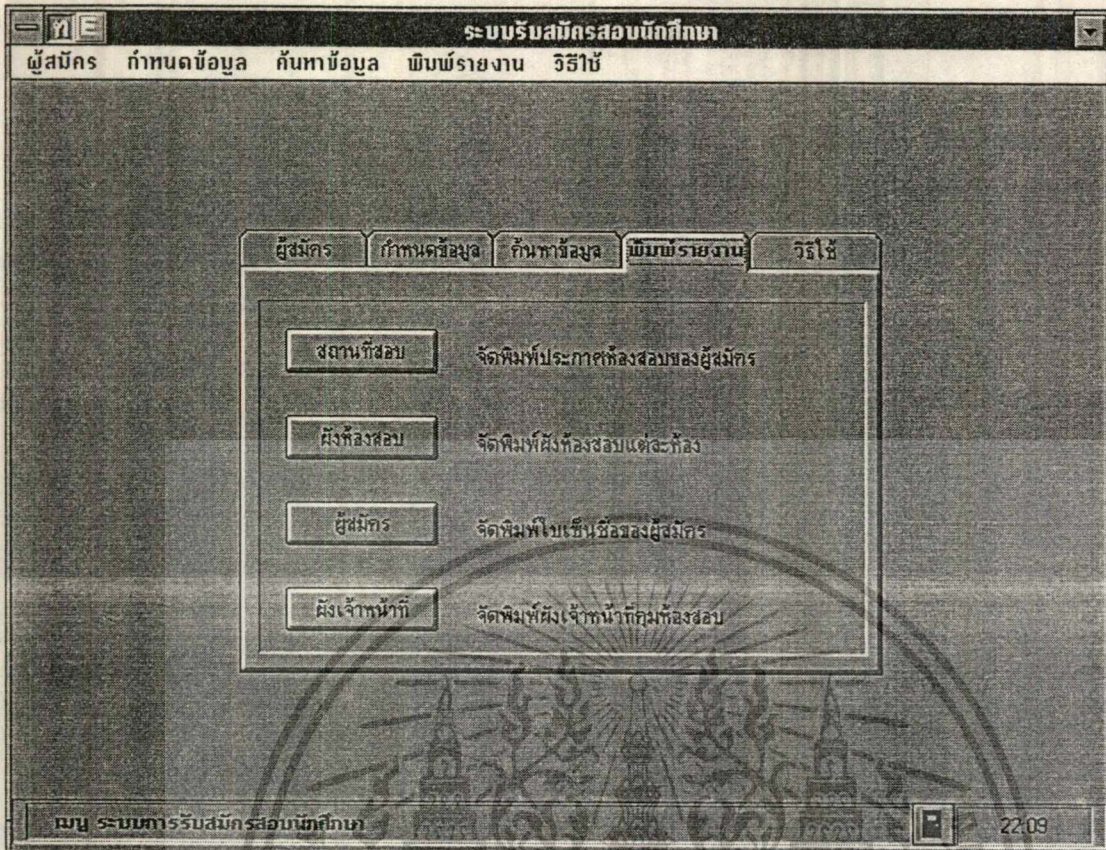 ท E ระบบรับสมัครสอบนักศึกษา
ผู้สมัคร กำหนดข้อมูล ค้นหาข้อมูล พิมพ์รายงาน วิธีใช้
ผู้สมัคร กำหนดข้อมูล ค้นหาข้อมูล พิมพ์รายงาน วิธีใช้
สถานที่สอบ จัดพิมพ์ประกาศห้องสอบของผู้สมัคร
ผังห้องสอบ จัดพิมพ์ผังห้องสอบแต่ละห้อง
ผู้สมัคร จัดพิมพ์ใบเซ็นชื่อของผู้สมัคร
ผังเจ้าหน้าที่ จัดพิมพ์ผังเจ้าหน้าที่คุมห้องสอบ
เมนู ระบบการรับสมัครสอบนักศึกษา 22:09